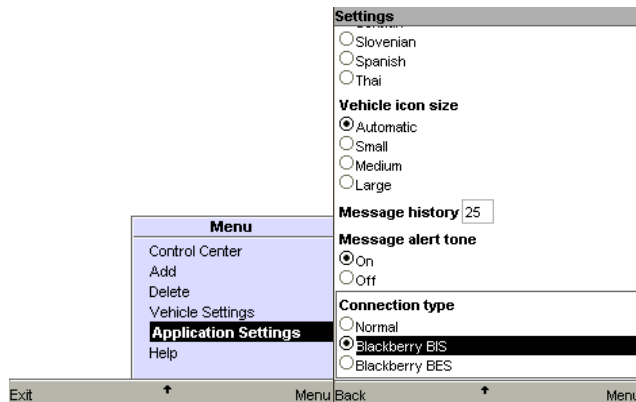 Menu
Control Center
Add
Delete
Vehicle Settings
Application Settings
Help
Exit
Menu
Settings
Slovenian
Spanish
Thai
Vehicle icon size
Automatic
Small
Medium
Large
Message history 25
Message alert tone
On
Off
Connection type
Normal
Blackberry BIS
Blackberry BES
Back
Menu